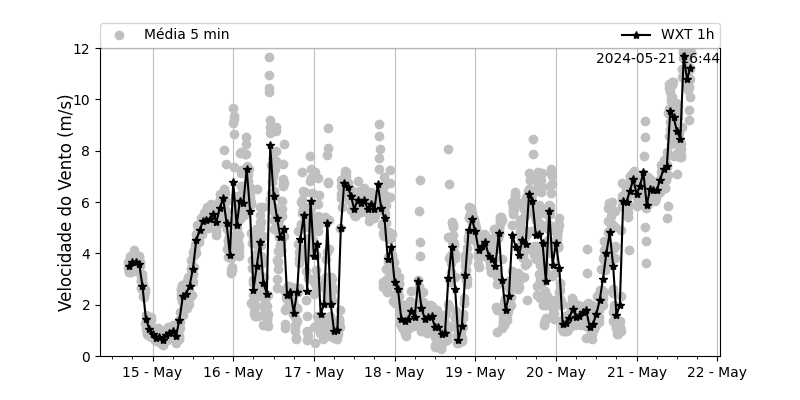 Média 5 min
WXT 1h
2024-05-21 16:44
Velocidade do Vento (m/s)
12
10
8
6
4
2
0
15 - May
16 - May
17 - May
18 - May
19 - May
20 - May
21 - May
22 - May